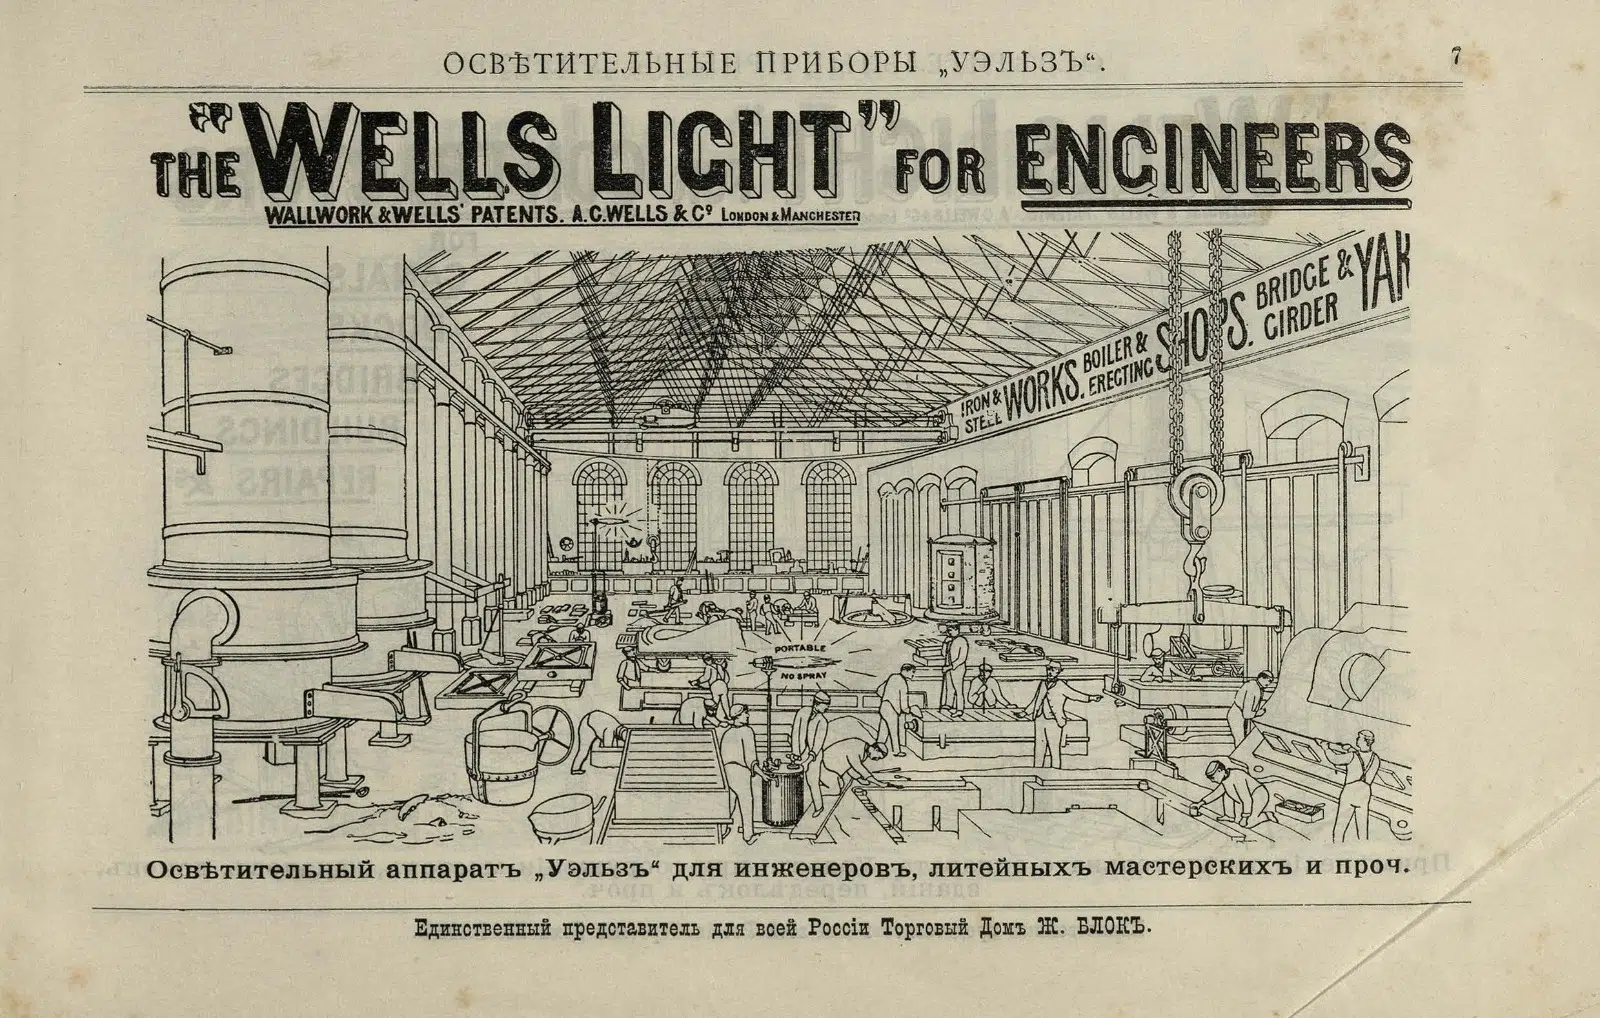 ОСВѢТИТЕЛЬНЫЕ ПРИБОРЫ „УЭЛЬЗЪ“.
7
THE "WELLS LIGHT" FOR ENGINEERS
WALLWORK & WELLS' PATENTS. A.C. WELLS & Cº LONDON & MANCHESTER
IRON & STEEL WORKS. BOILER & ERECTING SHOPS. BRIDGE & GIRDER YAR
PORTABLE
NO SPRAY
Освѣтительный аппаратъ „Уэльзъ“ для инженеровъ, литейныхъ мастерскихъ и проч.
Единственный представитель для всей Россіи Торговый Домъ Ж. БЛОКЪ.